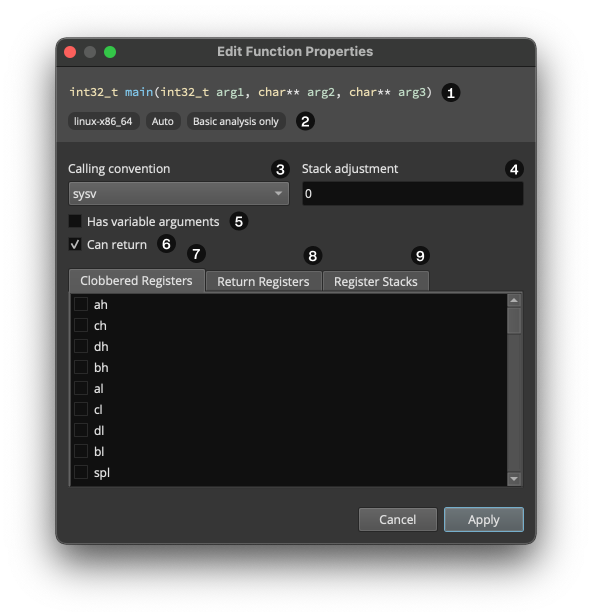 Edit Function Properties
int32_t main(int32_t arg1, char** arg2, char** arg3) 1
linux-x86_64 Auto Basic analysis only 2
Calling convention 3 Stack adjustment 4
sysv 0
Has variable arguments 5
Can return 6
7 8 9
Clobbered Registers Return Registers Register Stacks
ah
ch
dh
bh
al
cl
dl
bl
spl
Cancel Apply